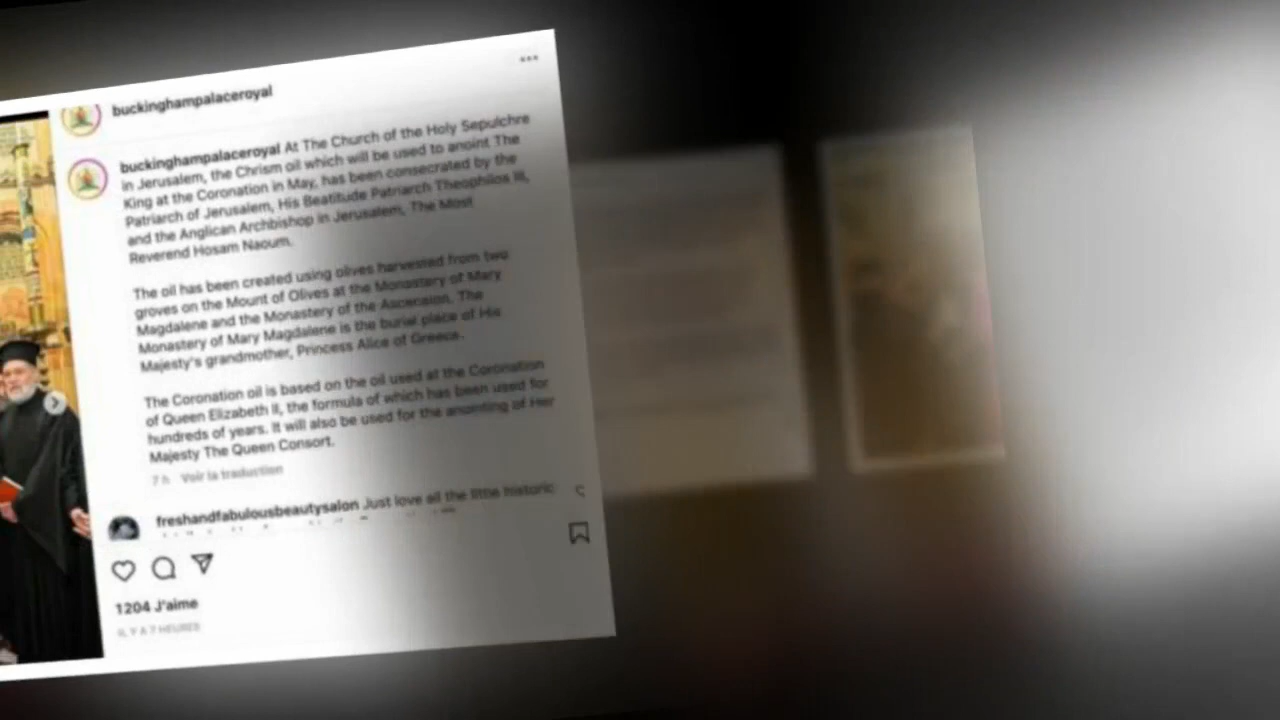 buckinghampalaceroyal
buckinghampalaceroyal At The Church of the Holy Sepulchre
in Jerusalem, the Chrism oil which will be used to anoint The
King at the Coronation in May, has been consecrated by the
Patriarch of Jerusalem, His Beatitude Patriarch Theophilos III,
and the Anglican Archbishop in Jerusalem, The Most
Reverend Hosam Naoum.
The oil has been created using olives harvested from two
groves on the Mount of Olives at the Monastery of Mary
Magdalene and the Monastery of the Ascension. The
Monastery of Mary Magdalene is the burial place of His
Majesty's grandmother, Princess Alice of Greece.
The Coronation oil is based on the oil used at the Coronation
of Queen Elizabeth II, the formula of which has been used for
hundreds of years. It will also be used for the anointing of Her
Majesty The Queen Consort.
7 h Voir la traduction
freshandfabulousbeautysalon Just love all the little historic
1204 J'aime
IL Y A 7 HEURES